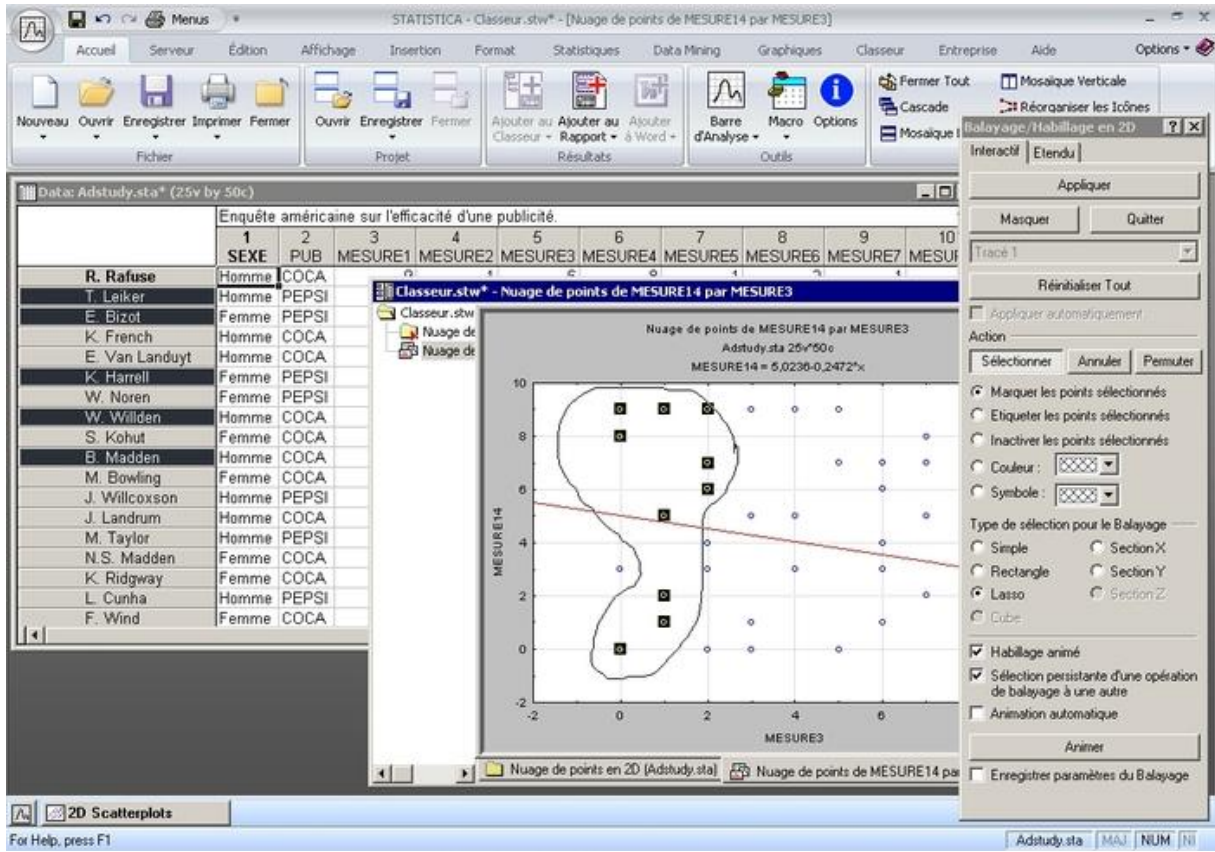 Menus
STATISTICA - Classeur.stw* - [Nuage de points de MESURE14 par MESURE3]
Accueil Serveur Édition Affichage Insertion Format Statistiques Data Mining Graphiques Classeur Entreprise Aide Options
Nouveau Ouvrir Enregistrer Imprimer Fermer
Fichier
Ouvrir Enregistrer Fermer
Projet
Ajouter au Classeur Ajouter au Rapport Ajouter à Word
Résultats
Barre d'Analyse Macro Options
Outils
Fermer Tout
Cascade
Mosaïque
Mosaïque Verticale
Réorganiser les Icônes
Data: Adstudy.sta* (25v by 50c)
Enquête américaine sur l'efficacité d'une publicité.
1 2 3 4 5 6 7 8 9 10
SEXE PUB MESURE1 MESURE2 MESURE3 MESURE4 MESURE5 MESURE6 MESURE7 MESU
R. Rafuse Homme COCA
T. Leiker Homme PEPSI
E. Bizot Femme PEPSI
K. French Homme COCA
E. Van Landuyt Homme COCA
K. Harrell Femme PEPSI
W. Noren Femme PEPSI
W. Willden Homme COCA
S. Kohut Femme COCA
B. Madden Homme COCA
M. Bowling Femme COCA
J. Willcoxson Homme PEPSI
J. Landrum Homme COCA
M. Taylor Homme PEPSI
N.S. Madden Femme COCA
K. Ridgway Femme COCA
L. Cunha Homme PEPSI
F. Wind Femme COCA
Classeur.stw* - Nuage de points de MESURE14 par MESURE3
Classeur.stw
Nuage de
Nuage de
Nuage de points de MESURE14 par MESURE3
Adstudy.sta 25v*50c
MESURE14 = 5,0236-0,2472*x
10
8
6
4
2
0
-2
MESURE14
-2 0 2 4 6
MESURE3
Nuage de points en 2D (Adstudy.sta) Nuage de points de MESURE14 par
Balayage/Habillage en 2D
Interactif Etendu
Appliquer
Masquer Quitter
Tracé 1
Réinitialiser Tout
Appliquer automatiquement
Action
Sélectionner Annuler Permuter
Marquer les points sélectionnés
Etiqueter les points sélectionnés
Inactiver les points sélectionnés
Couleur :
Symbole :
Type de sélection pour le Balayage
Simple Section X
Rectangle Section Y
Lasso Section Z
Cube
Habillage animé
Sélection persistante d'une opération
de balayage à une autre
Animation automatique
Animer
Enregistrer paramètres du Balayage
2D Scatterplots
For Help, press F1
Adstudy.sta MAJ NUM